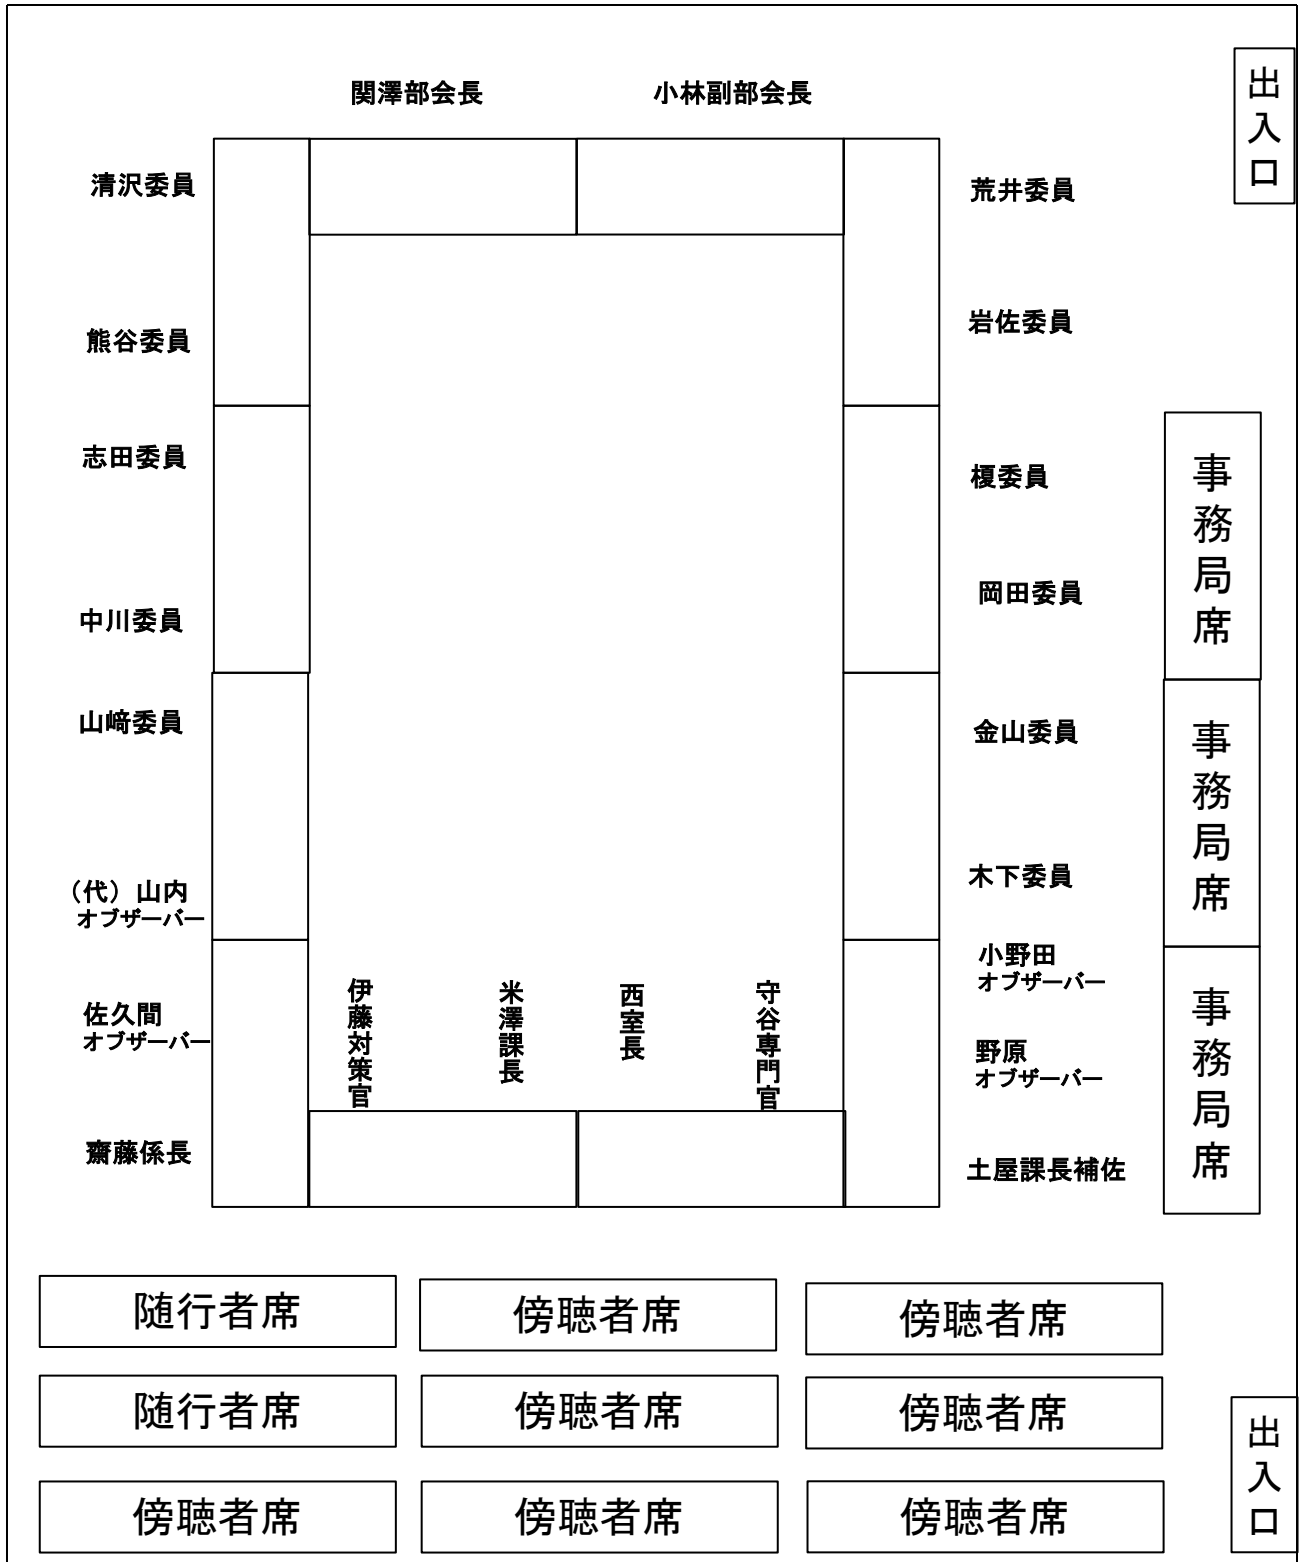 関澤部会長
小林副部会長
出入口
清沢委員
荒井委員
熊谷委員
岩佐委員
志田委員
榎委員
事務局席
中川委員
岡田委員
山﨑委員
金山委員
事務局席
(代)山内
オブザーバー
木下委員
佐久間
オブザーバー
伊藤対策官
米澤課長
西室長
守谷専門官
小野田
オブザーバー
野原
オブザーバー
事務局席
齋藤係長
土屋課長補佐
随行者席
傍聴者席
傍聴者席
随行者席
傍聴者席
傍聴者席
出入口
傍聴者席
傍聴者席
傍聴者席